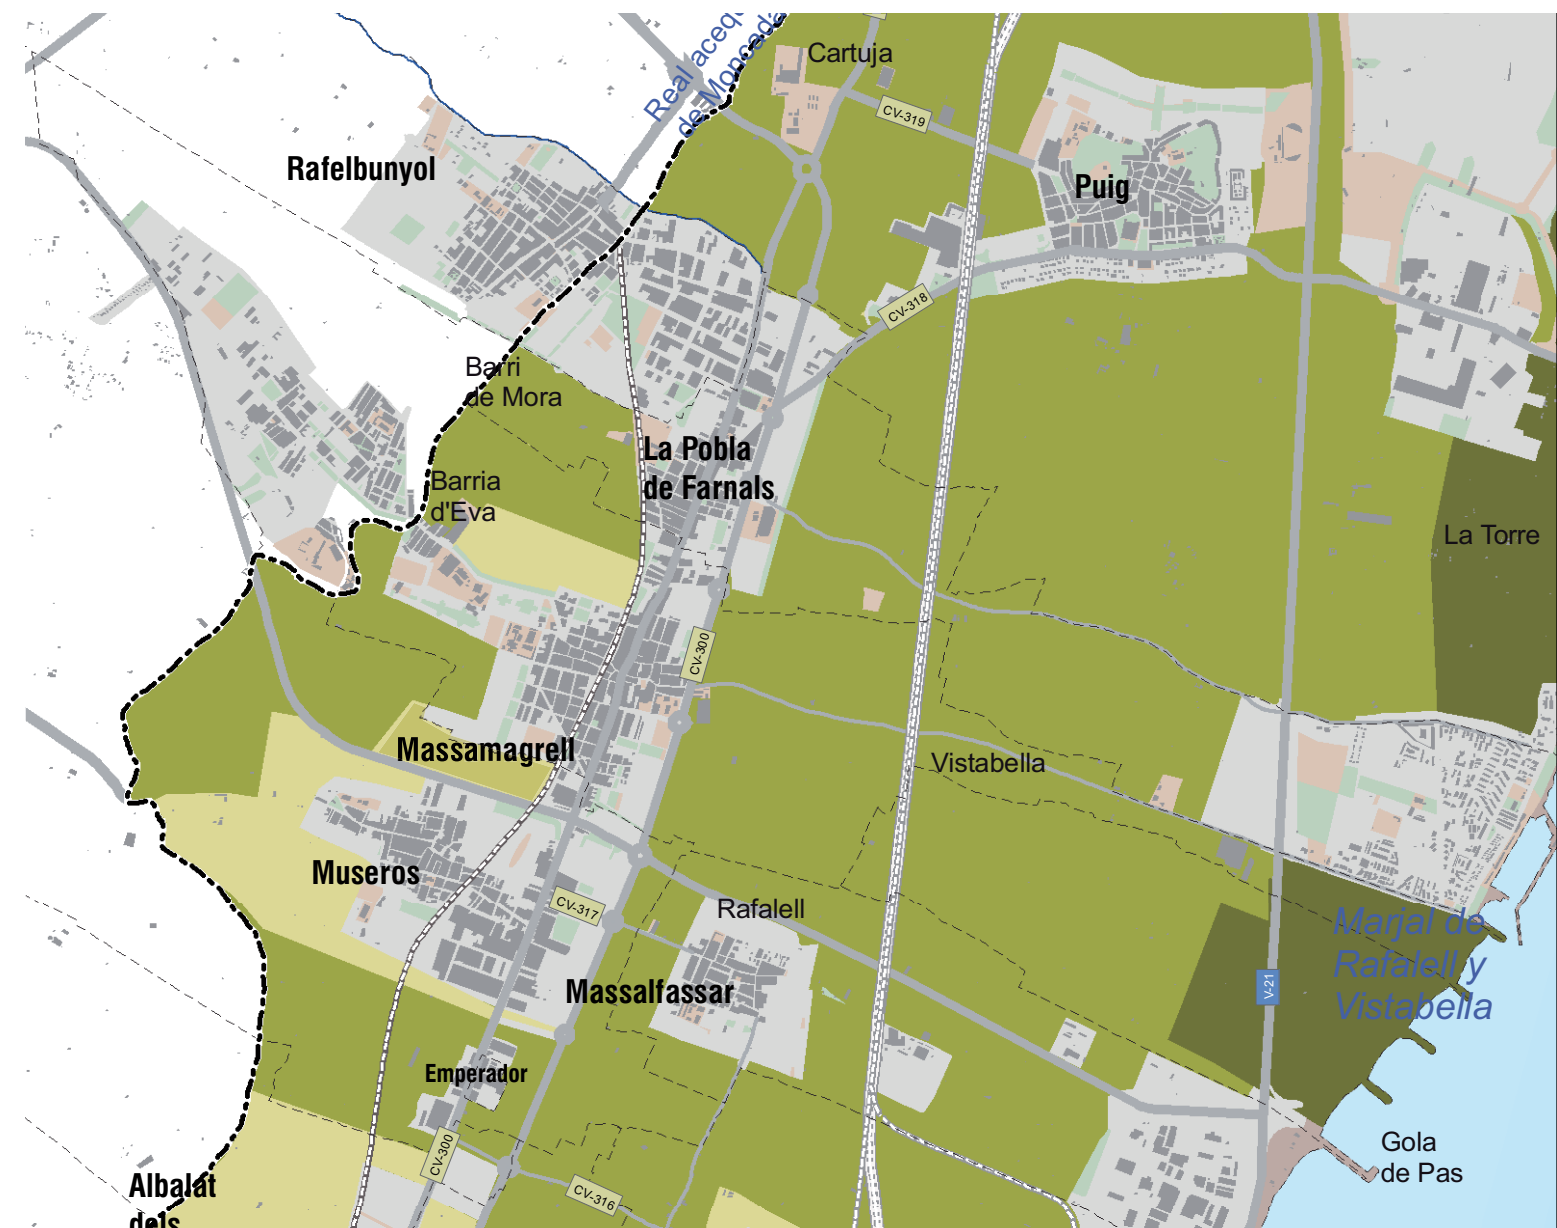 Real aceq
de Moncada
Cartuja
CV-319
Rafelbunyol
Puig
CV-318
Barri
de Mora
La Pobla
de Farnals
Barria
d'Eva
La Torre
CV-300
Massamagrell
Vistabella
Museros
CV-317
Rafalell
Marjal de
Rafalell y
Vistabella
V-21
Massalfassar
Emperador
CV-300
Gola
de Pas
CV-316
Albalat
dels